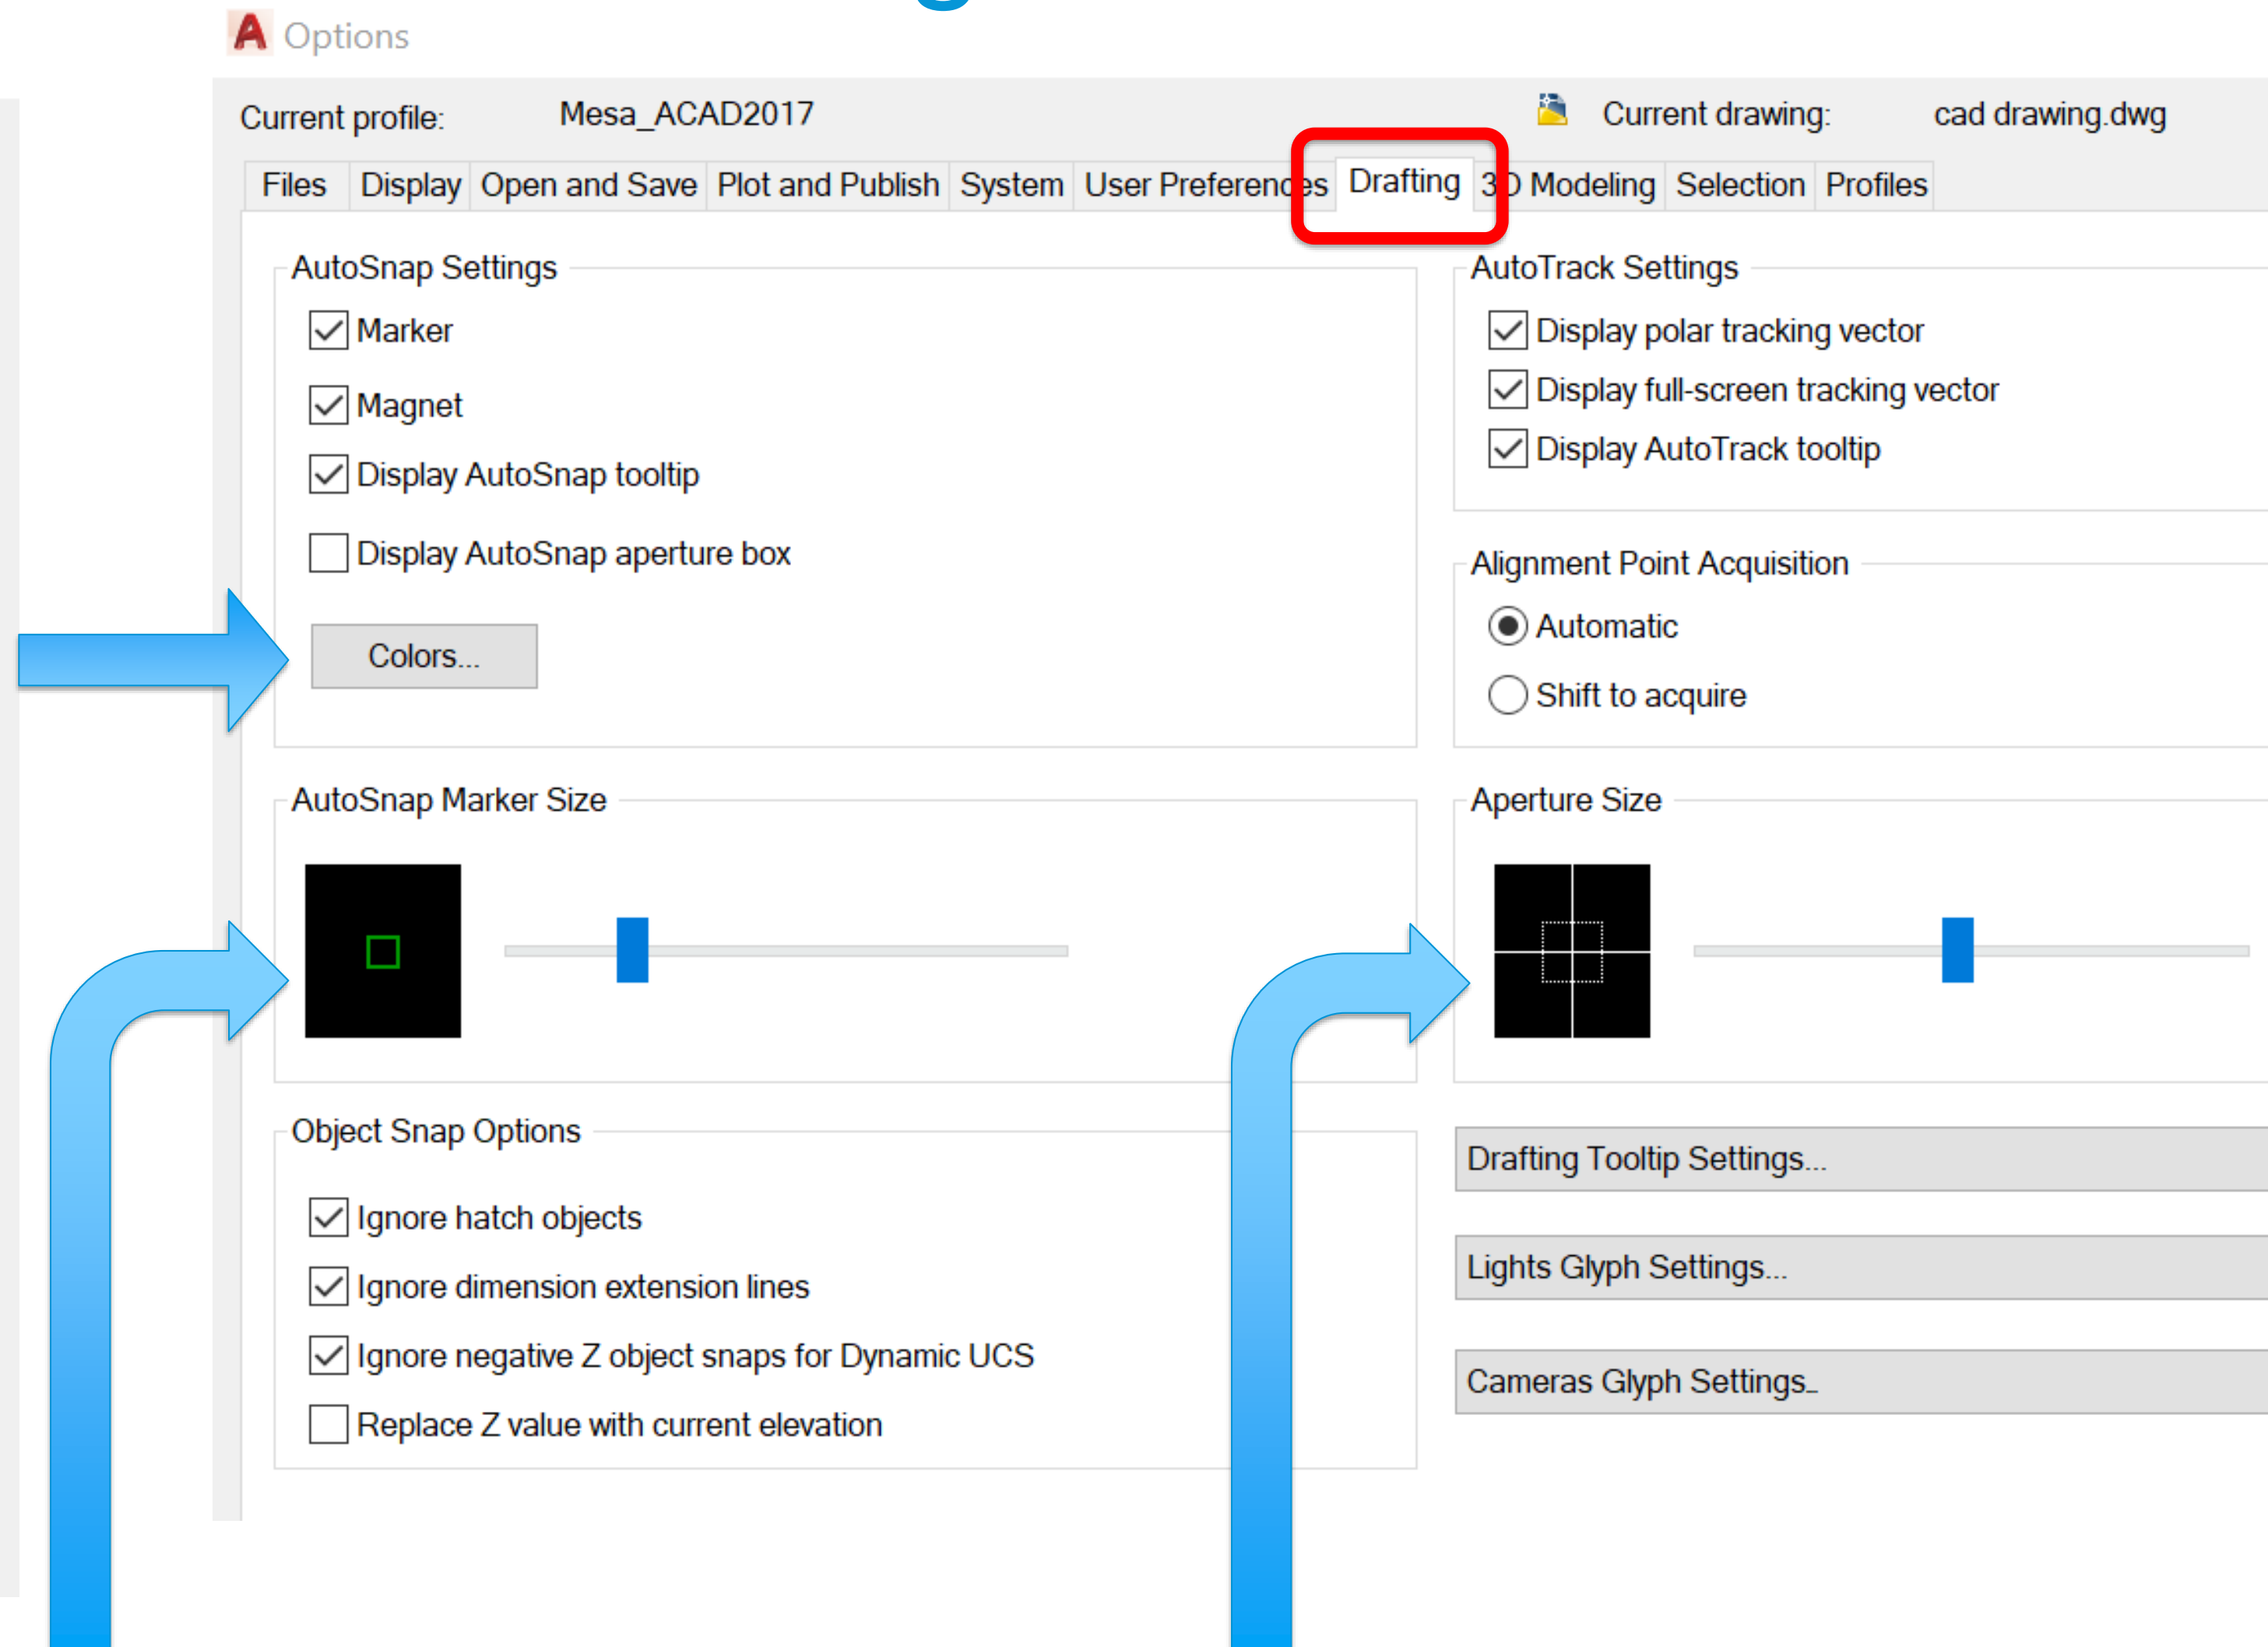 Options
Current profile: Mesa_ACAD2017 Current drawing: cad drawing.dwg
Files Display Open and Save Plot and Publish System User Preferences Drafting 3D Modeling Selection Profiles
AutoSnap Settings
Marker
Magnet
Display AutoSnap tooltip
Display AutoSnap aperture box
Colors...
AutoTrack Settings
Display polar tracking vector
Display full-screen tracking vector
Display AutoTrack tooltip
Alignment Point Acquisition
Automatic
Shift to acquire
AutoSnap Marker Size
Aperture Size
Object Snap Options
Ignore hatch objects
Ignore dimension extension lines
Ignore negative Z object snaps for Dynamic UCS
Replace Z value with current elevation
Drafting Tooltip Settings...
Lights Glyph Settings...
Cameras Glyph Settings..